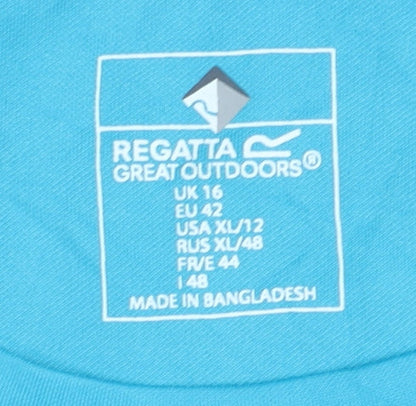 REGATTA
GREAT OUTDOORS®
UK 16
EU 42
USA XL/12
RUS XL/48
FR/E 44
I 48
MADE IN BANGLADESH